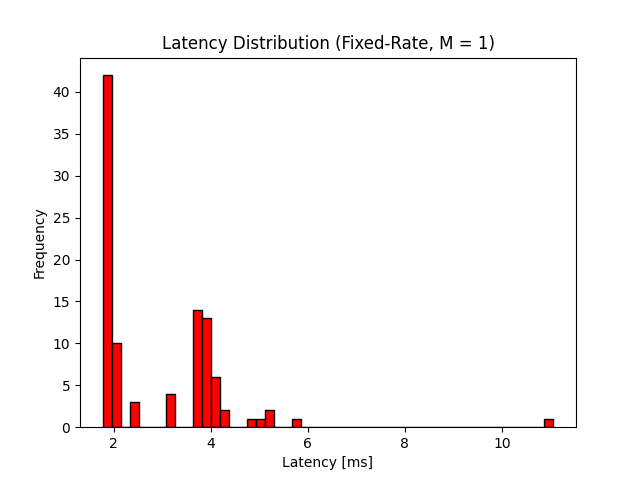 Latency Distribution (Fixed-Rate, M = 1)
40
35
30
25
20
15
10
5
0
Frequency
2 4 6 8 10
Latency [ms]